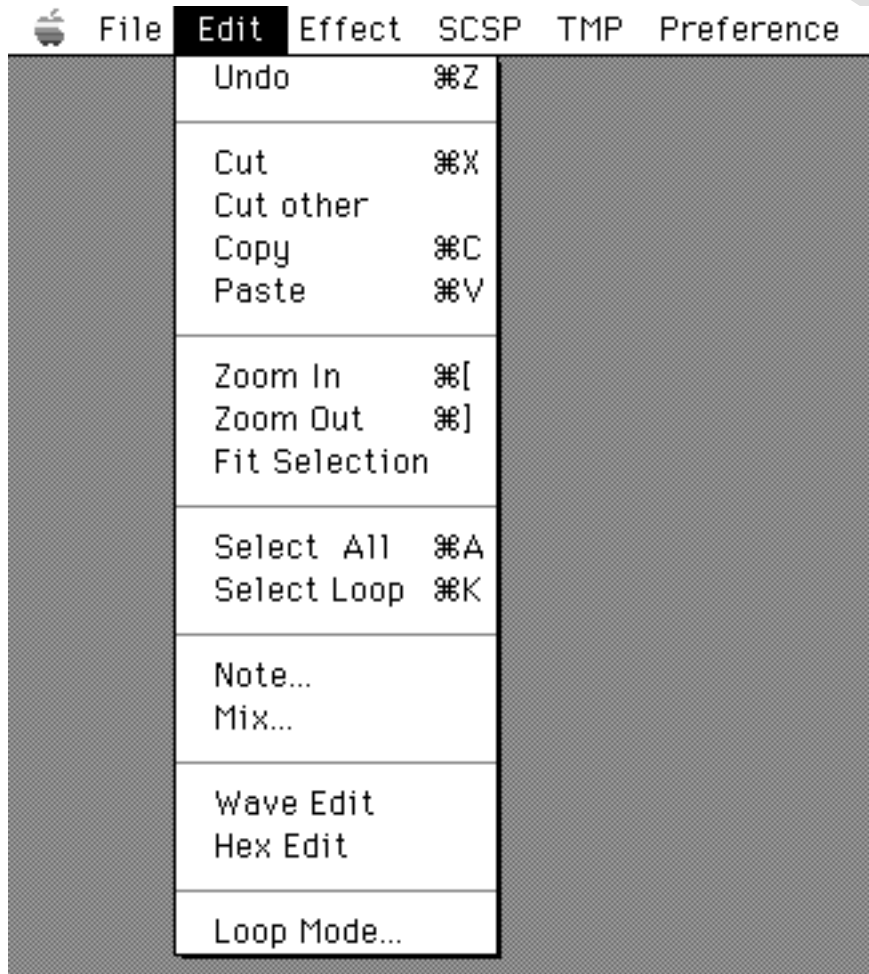 File Edit Effect SCSP TMP Preference
Undo ⌘Z
Cut ⌘X
Cut other
Copy ⌘C
Paste ⌘V
Zoom In ⌘[
Zoom Out ⌘]
Fit Selection
Select All ⌘A
Select Loop ⌘K
Note...
Mix...
Wave Edit
Hex Edit
Loop Mode...